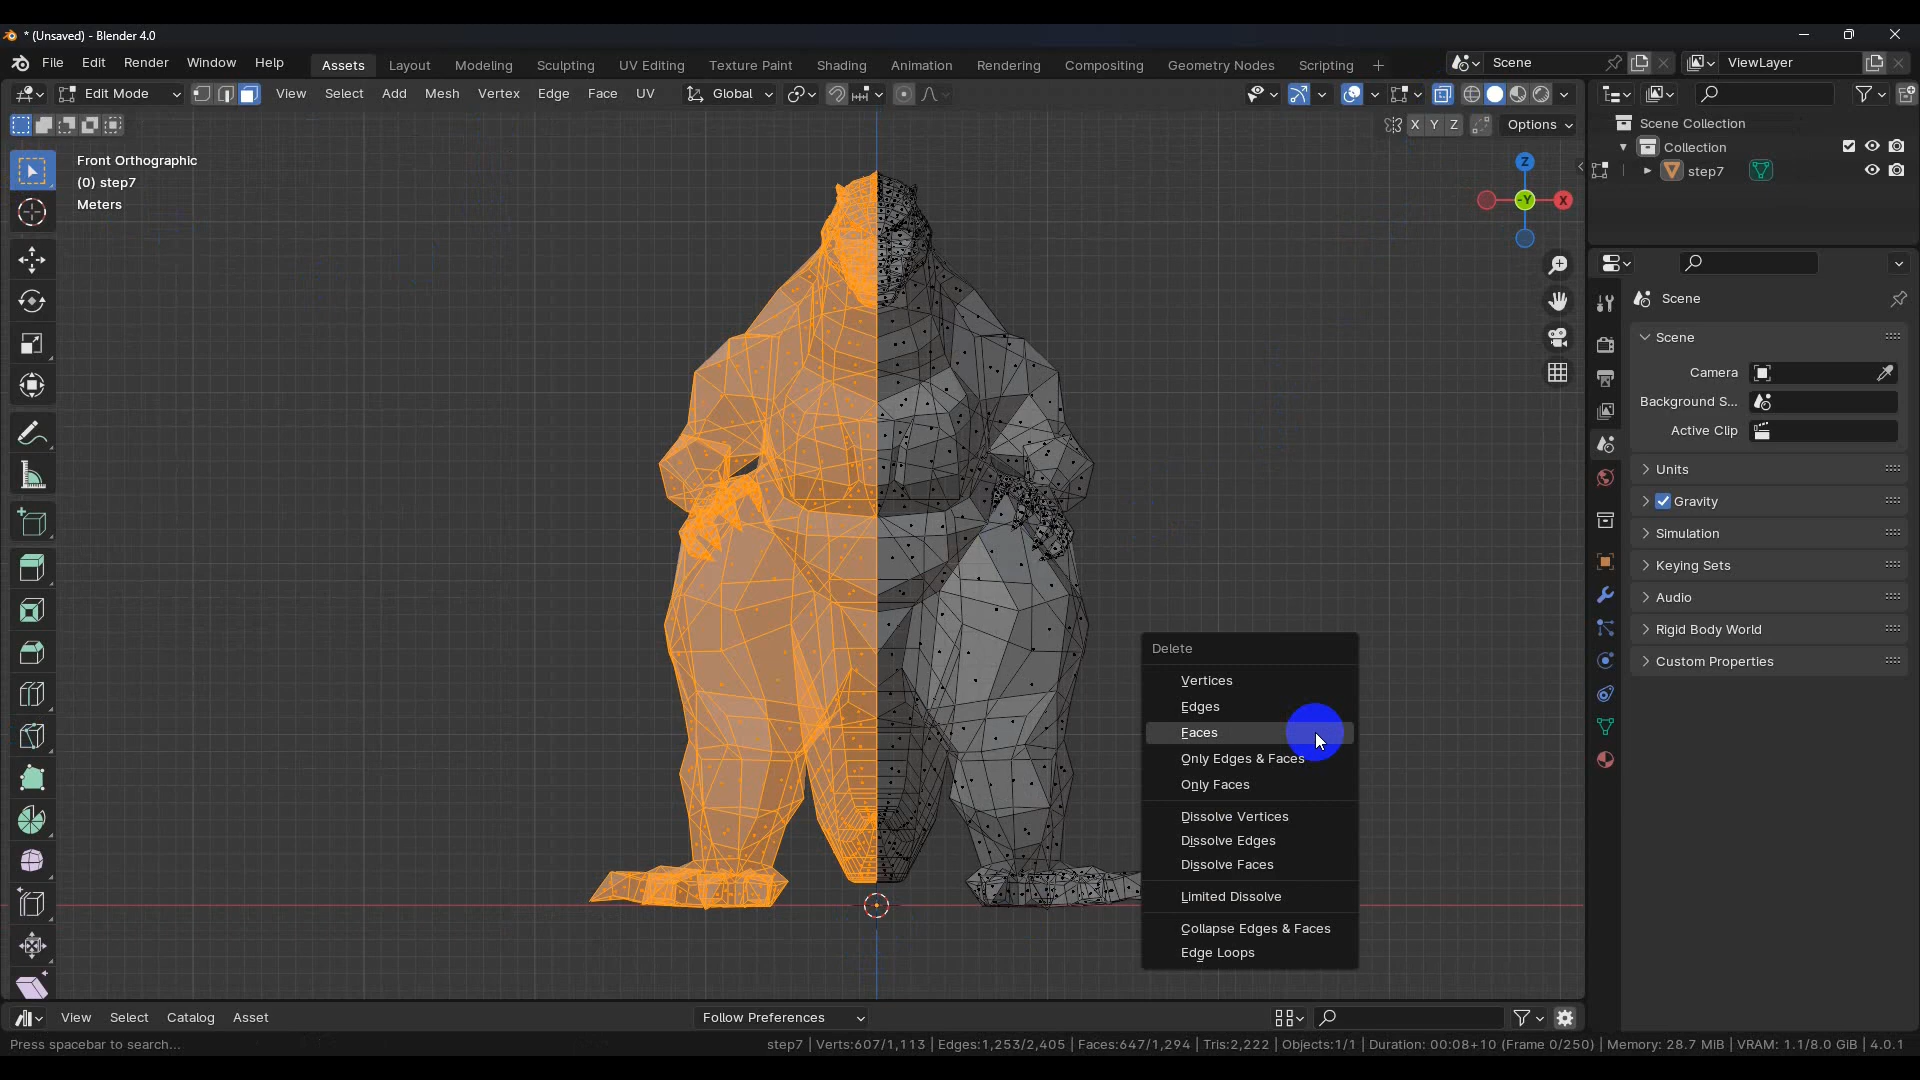 * (Unsaved) - Blender 4.0
File Edit Render Window Help
Assets Layout Modeling Sculpting UV Editing Texture Paint Shading Animation Rendering Compositing Geometry Nodes Scripting +
Scene
ViewLayer
Edit Mode
View Select Add Mesh Vertex Edge Face UV
Global
X Y Z
Options
Front Orthographic
(0) step7
Meters
Z
-Y
X
Scene Collection
Collection
step7
Scene
Scene
Camera
Background S...
Active Clip
Units
Gravity
Simulation
Keying Sets
Audio
Rigid Body World
Custom Properties
Delete
Vertices
Edges
Faces
Only Edges & Faces
Only Faces
Dissolve Vertices
Dissolve Edges
Dissolve Faces
Limited Dissolve
Collapse Edges & Faces
Edge Loops
View Select Catalog Asset
Follow Preferences
Press spacebar to search...
step7 | Verts:607/1,113 | Edges:1,253/2,405 | Faces:647/1,294 | Tris:2,222 | Objects:1/1 | Duration: 00:08+10 (Frame 0/250) | Memory: 28.7 MiB | VRAM: 1.1/8.0 GiB | 4.0.1